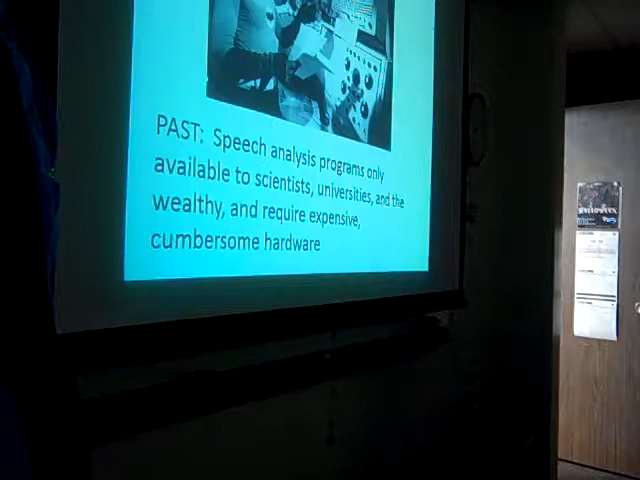 PAST: Speech analysis programs only
available to scientists, universities, and the
wealthy, and require expensive,
cumbersome hardware